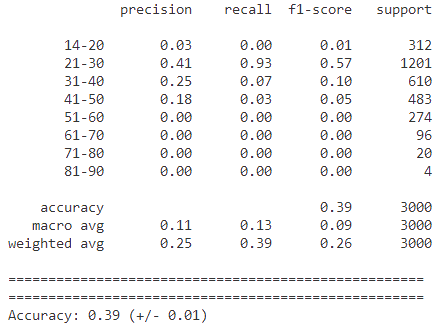 precision recall f1-score support
14-20 0.03 0.00 0.01 312
21-30 0.41 0.93 0.57 1201
31-40 0.25 0.07 0.10 610
41-50 0.18 0.03 0.05 483
51-60 0.00 0.00 0.00 274
61-70 0.00 0.00 0.00 96
71-80 0.00 0.00 0.00 20
81-90 0.00 0.00 0.00 4
accuracy 0.39 3000
macro avg 0.11 0.13 0.09 3000
weighted avg 0.25 0.39 0.26 3000
====================================================
====================================================
Accuracy: 0.39 (+/- 0.01)